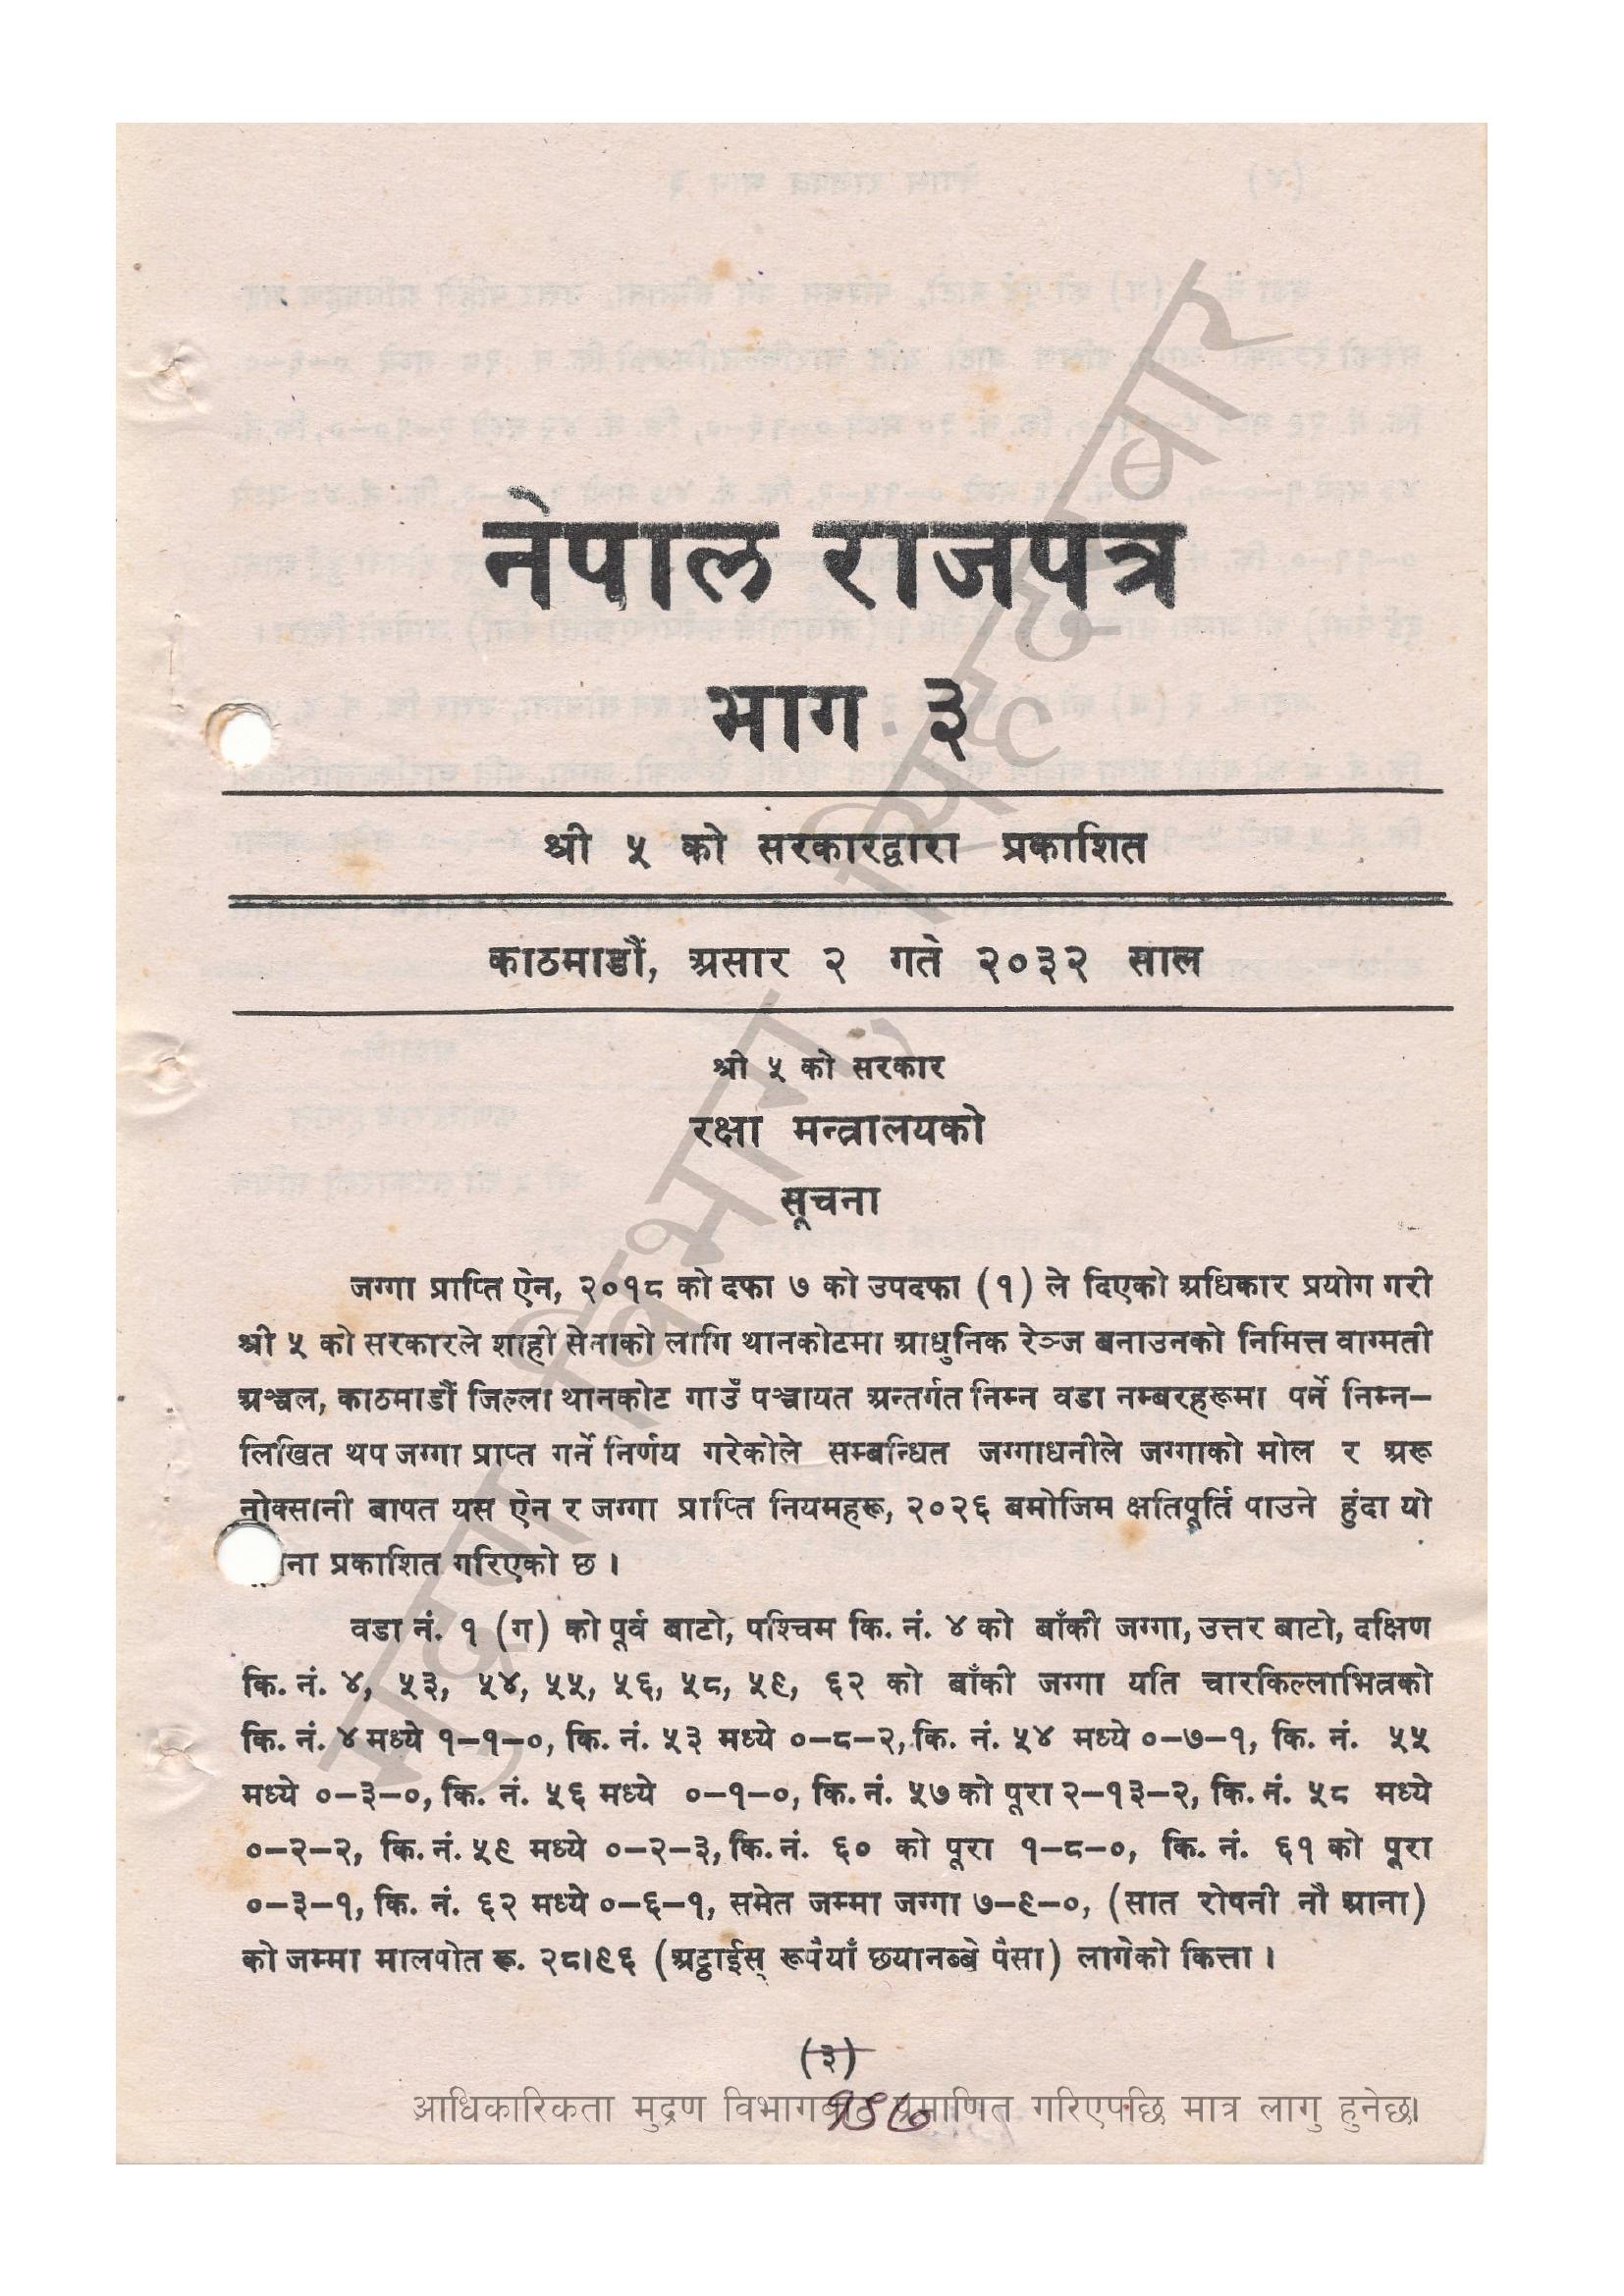 नेपाल राजपत्र
भाग ३
श्री ५ को सरकारद्वारा प्रकाशित
काठमाडौं, असार २ गते २०३२ साल
श्री ५ को सरकार
रक्षा मन्त्रालयको
सूचना
जग्गा प्राप्ति ऐन, २०१८ को दफा ७ को उपदफा (१) ले दिएको अधिकार प्रयोग गरी
श्री ५ को सरकारले शाही सेनाको लागि थानकोटमा आधुनिक रेञ्ज बनाउनको निमित्त वाग्मती
अञ्चल, काठमाडौं जिल्ला थानकोट गाउँ पञ्चायत अन्तर्गत निम्न वडा नम्बरहरूमा पर्ने निम्न–
लिखित थप जग्गा प्राप्त गर्ने निर्णय गरेकोले सम्बन्धित जग्गाधनीले जग्गाको मोल र अरू
नोक्सानी बापत यस ऐन र जग्गा प्राप्ति नियमहरू, २०२६ बमोजिम क्षतिपूर्ति पाउने हुंदा यो
ना प्रकाशित गरिएको छ ।
वडा नं. १ (ग) को पूर्व बाटो, पश्चिम कि. नं. ४ को बाँकी जग्गा, उत्तर बाटो, दक्षिण
कि. नं. ४, ५३, ५४, ५५, ५६, ५८, ५९, ६२ को बाँकी जग्गा यति चारकिल्लाभित्रको
कि. नं. ४ मध्ये १–१–०, कि. नं. ५३ मध्ये ०–८–२, कि. नं. ५४ मध्ये ०–७–१, कि. नं. ५५
मध्ये ०–३–०, कि. नं. ५६ मध्ये ०–१–०, कि. नं. ५७ को पूरा २–१३–२, कि. नं. ५८ मध्ये
०–२–२, कि. नं. ५९ मध्ये ०–२–३, कि. नं. ६० को पूरा १–८–०, कि. नं. ६१ को पूरा
०–३–१, कि. नं. ६२ मध्ये ०–६–१, समेत जम्मा जग्गा ७–९–०, (सात रोपनी नौ आना)
को जम्मा मालपोत रू. २८।९६ (अट्ठाईस् रूपैयाँ छयानब्बे पैसा) लागेको कित्ता ।
(३)
आधिकारिकता मुद्रण विभागबाट प्रमाणित गरिएपछि मात्र लागु हुनेछ।